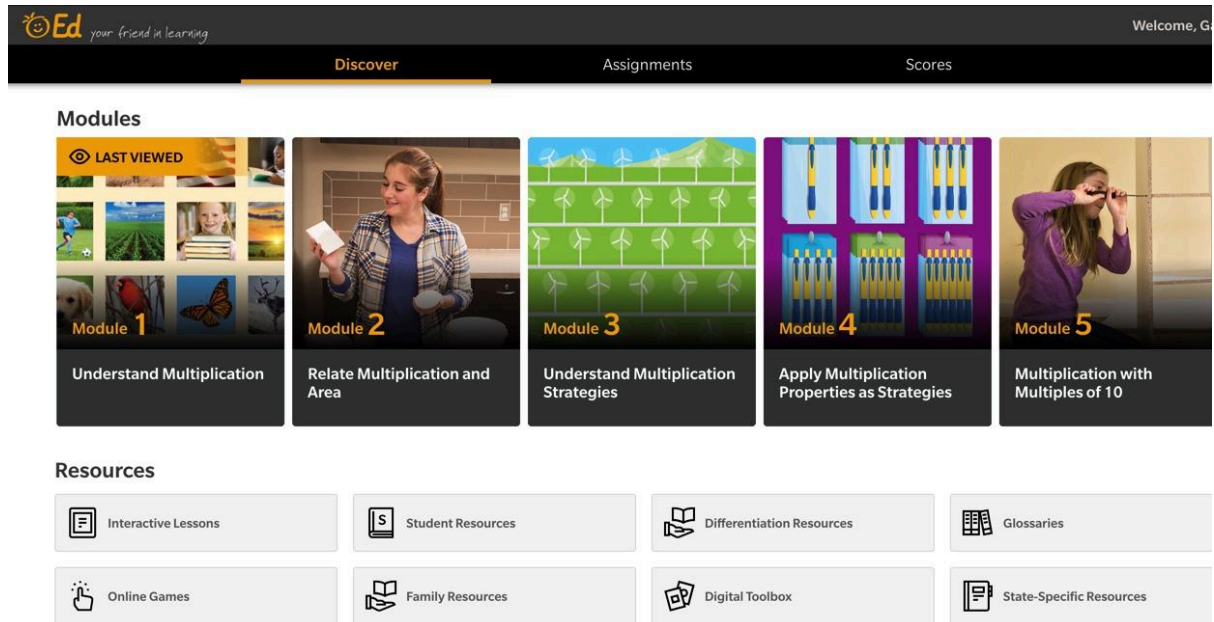 Ed your friend in learning
Welcome, Ga
Discover Assignments Scores
Modules
LAST VIEWED
Module 1
Understand Multiplication
Module 2
Relate Multiplication and
Area
Module 3
Understand Multiplication
Strategies
Module 4
Apply Multiplication
Properties as Strategies
Module 5
Multiplication with
Multiples of 10
Resources
Interactive Lessons
S
Student Resources
Differentiation Resources
Glossaries
Online Games
Family Resources
Digital Toolbox
State-Specific Resources